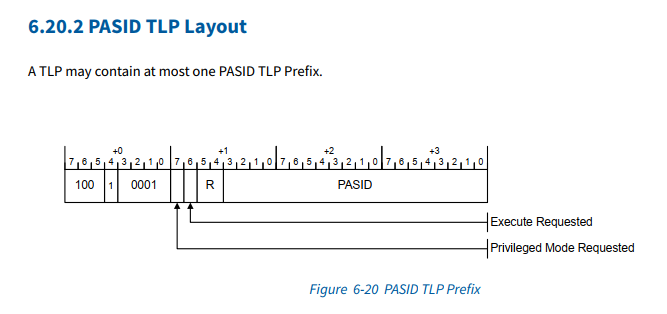 6.20.2 PASID TLP Layout
A TLP may contain at most one PASID TLP Prefix.
+0 +1 +2 +3
7 6 5 4 3 2 1 0 7 6 5 4 3 2 1 0 7 6 5 4 3 2 1 0 7 6 5 4 3 2 1 0
100 1 0001 R PASID
Execute Requested
Privileged Mode Requested
Figure 6-20 PASID TLP Prefix